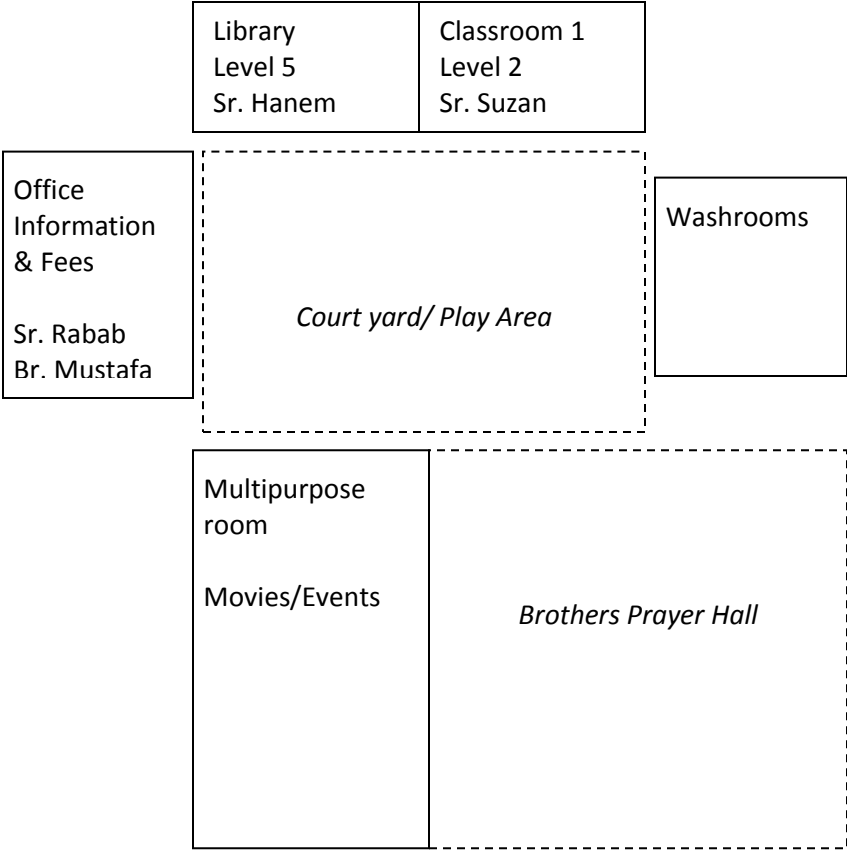 Library
Level 5
Sr. Hanem
Classroom 1
Level 2
Sr. Suzan
Office
Information
& Fees
Sr. Rabab
Br. Mustafa
Court yard/ Play Area
Washrooms
Multipurpose
room
Movies/Events
Brothers Prayer Hall